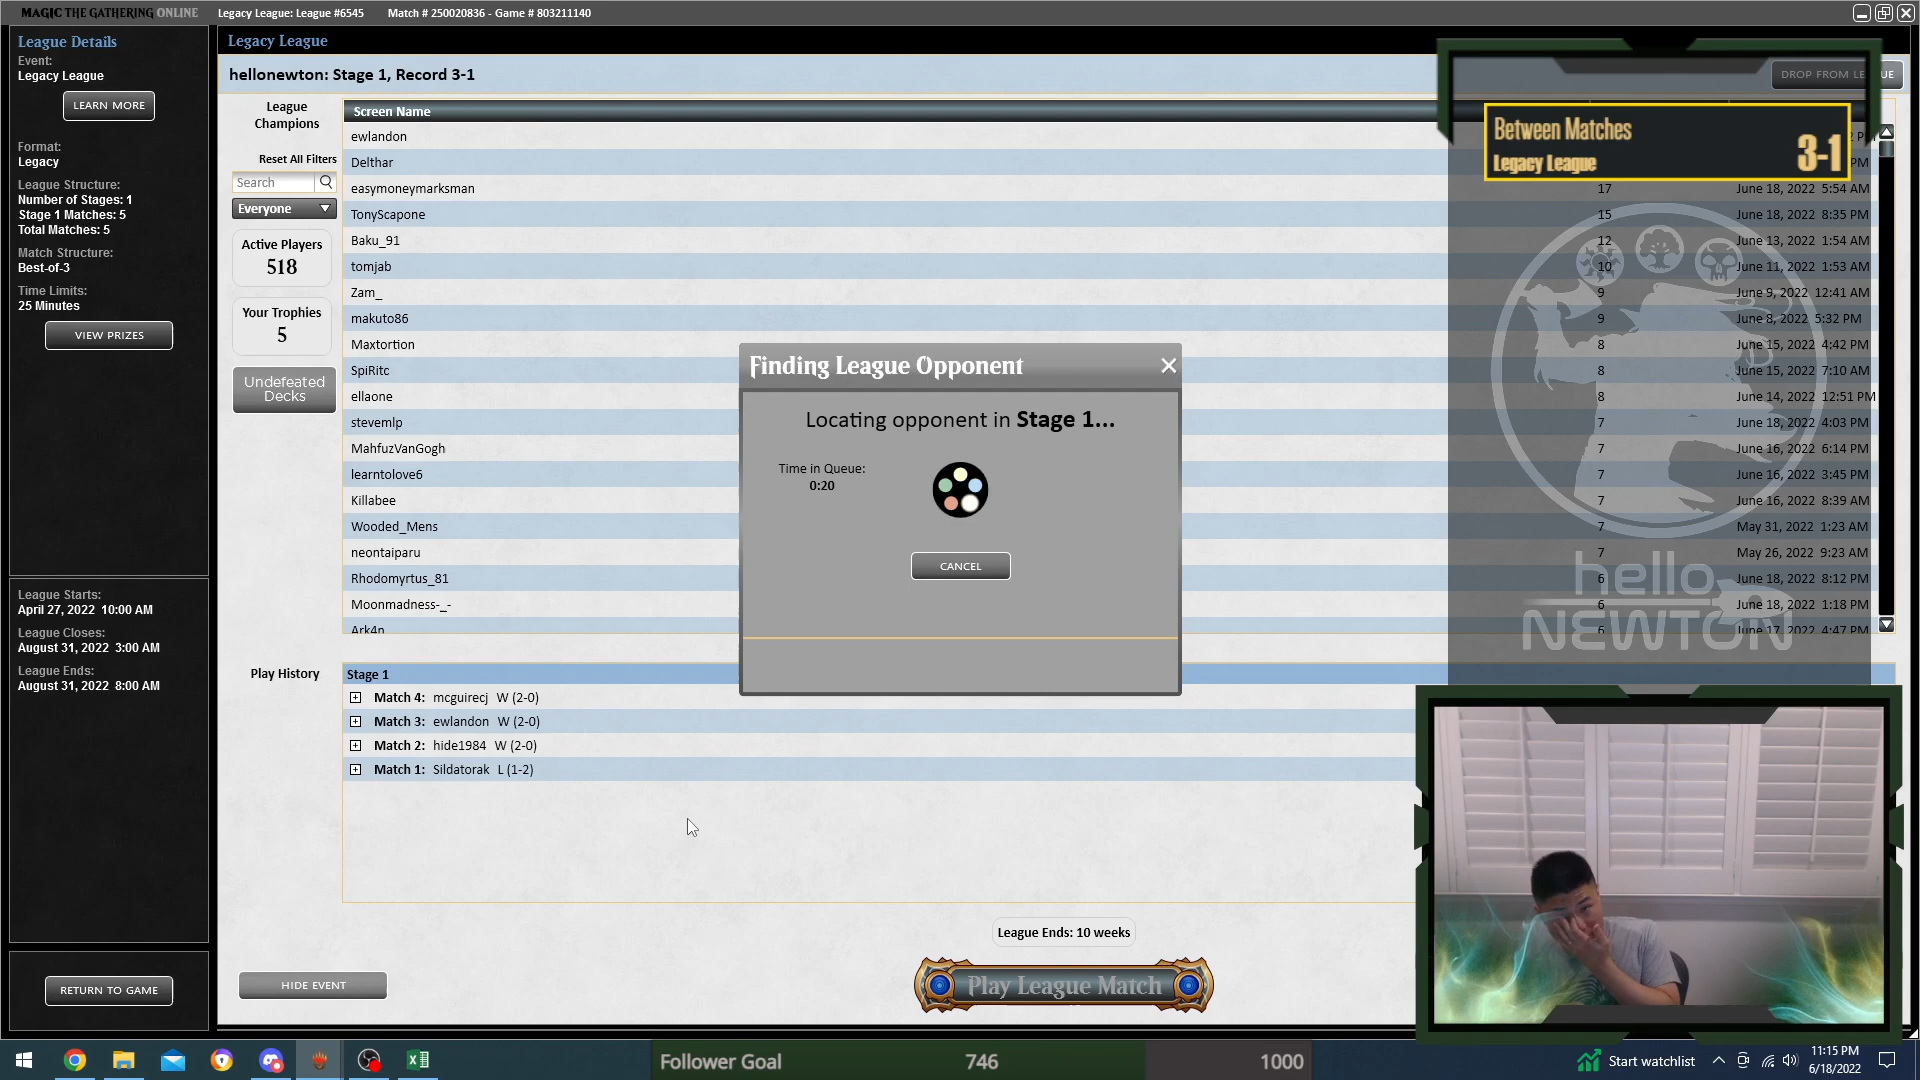 MAGIC THE GATHERING ONLINE
Legacy League: League #6545
Match # 250020836 - Game # 803211140
League Details
Event:
Legacy League
LEARN MORE
Format:
Legacy
League Structure:
Number of Stages: 1
Stage 1 Matches: 5
Total Matches: 5
Match Structure:
Best-of-3
Time Limits:
25 Minutes
VIEW PRIZES
League Starts:
April 27, 2022 10:00 AM
League Closes:
August 31, 2022 3:00 AM
League Ends:
August 31, 2022 8:00 AM
RETURN TO GAME
Legacy League
hellonewton: Stage 1, Record 3-1
DROP FROM LE UE
League
Champions
Reset All Filters
Search
Everyone
Active Players
518
Your Trophies
5
Undefeated
Decks
Screen Name
ewlandon
Delthar
easymoneymarksman 17 June 18, 2022 5:54 AM
TonyScapone 15 June 18, 2022 8:35 PM
Baku_91 12 June 13, 2022 1:54 AM
tomjab 10 June 11, 2022 1:53 AM
Zam_ 9 June 9, 2022 12:41 AM
makuto86 9 June 8, 2022 5:32 PM
Maxtortion 8 June 15, 2022 4:42 PM
SpiRitc 8 June 15, 2022 7:10 AM
ellaone 8 June 14, 2022 12:51 PM
stevemlp 7 June 18, 2022 4:03 PM
MahfuzVanGogh 7 June 16, 2022 6:14 PM
learntolove6 7 June 16, 2022 3:45 PM
Killabee 7 June 16, 2022 8:39 AM
Wooded_Mens 7 May 31, 2022 1:23 AM
neontaiparu 7 May 26, 2022 9:23 AM
Rhodomyrtus_81 6 June 18, 2022 8:12 PM
Moonmadness-_- 6 June 18, 2022 1:18 PM
Ark4n 6 June 17, 2022 4:47 PM
Between Matches
Legacy League
3-1
hello
NEWTON
Finding League Opponent
Locating opponent in Stage 1...
Time in Queue:
0:20
CANCEL
Play History
Stage 1
Match 4: mcguirecj W (2-0)
Match 3: ewlandon W (2-0)
Match 2: hide1984 W (2-0)
Match 1: Sildatorak L (1-2)
League Ends: 10 weeks
HIDE EVENT
Play League Match
Follower Goal 746 1000
Start watchlist
11:15 PM
6/18/2022